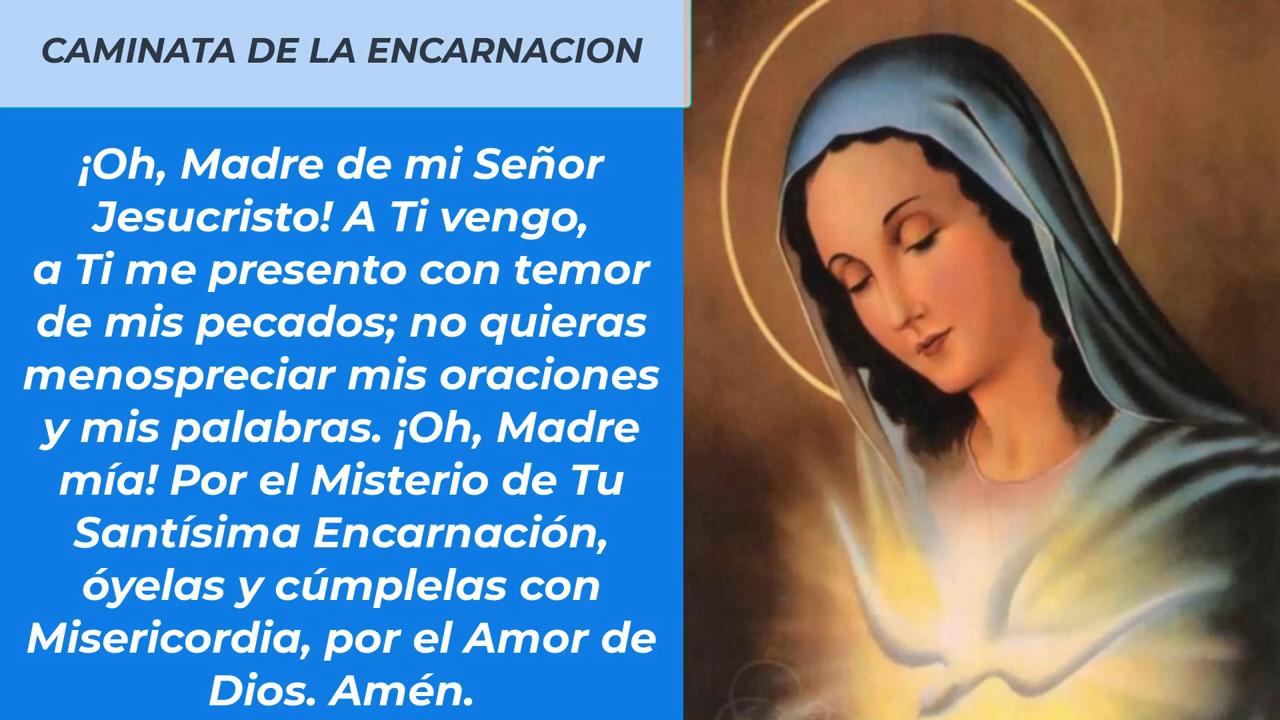 CAMINATA DE LA ENCARNACION
¡Oh, Madre de mi Señor
Jesucristo! A Ti vengo,
a Ti me presento con temor
de mis pecados; no quieras
menospreciar mis oraciones
y mis palabras. ¡Oh, Madre
mía! Por el Misterio de Tu
Santísima Encarnación,
óyelas y cúmplelas con
Misericordia, por el Amor de
Dios. Amén.